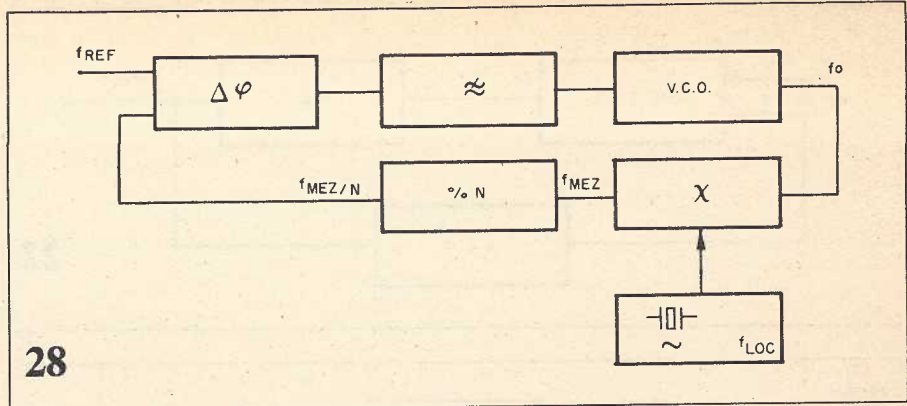 fREF
Δφ
≈
V.C.O.
fo
fMEZ/N
% N
fMEZ
X
~
fLOC
28